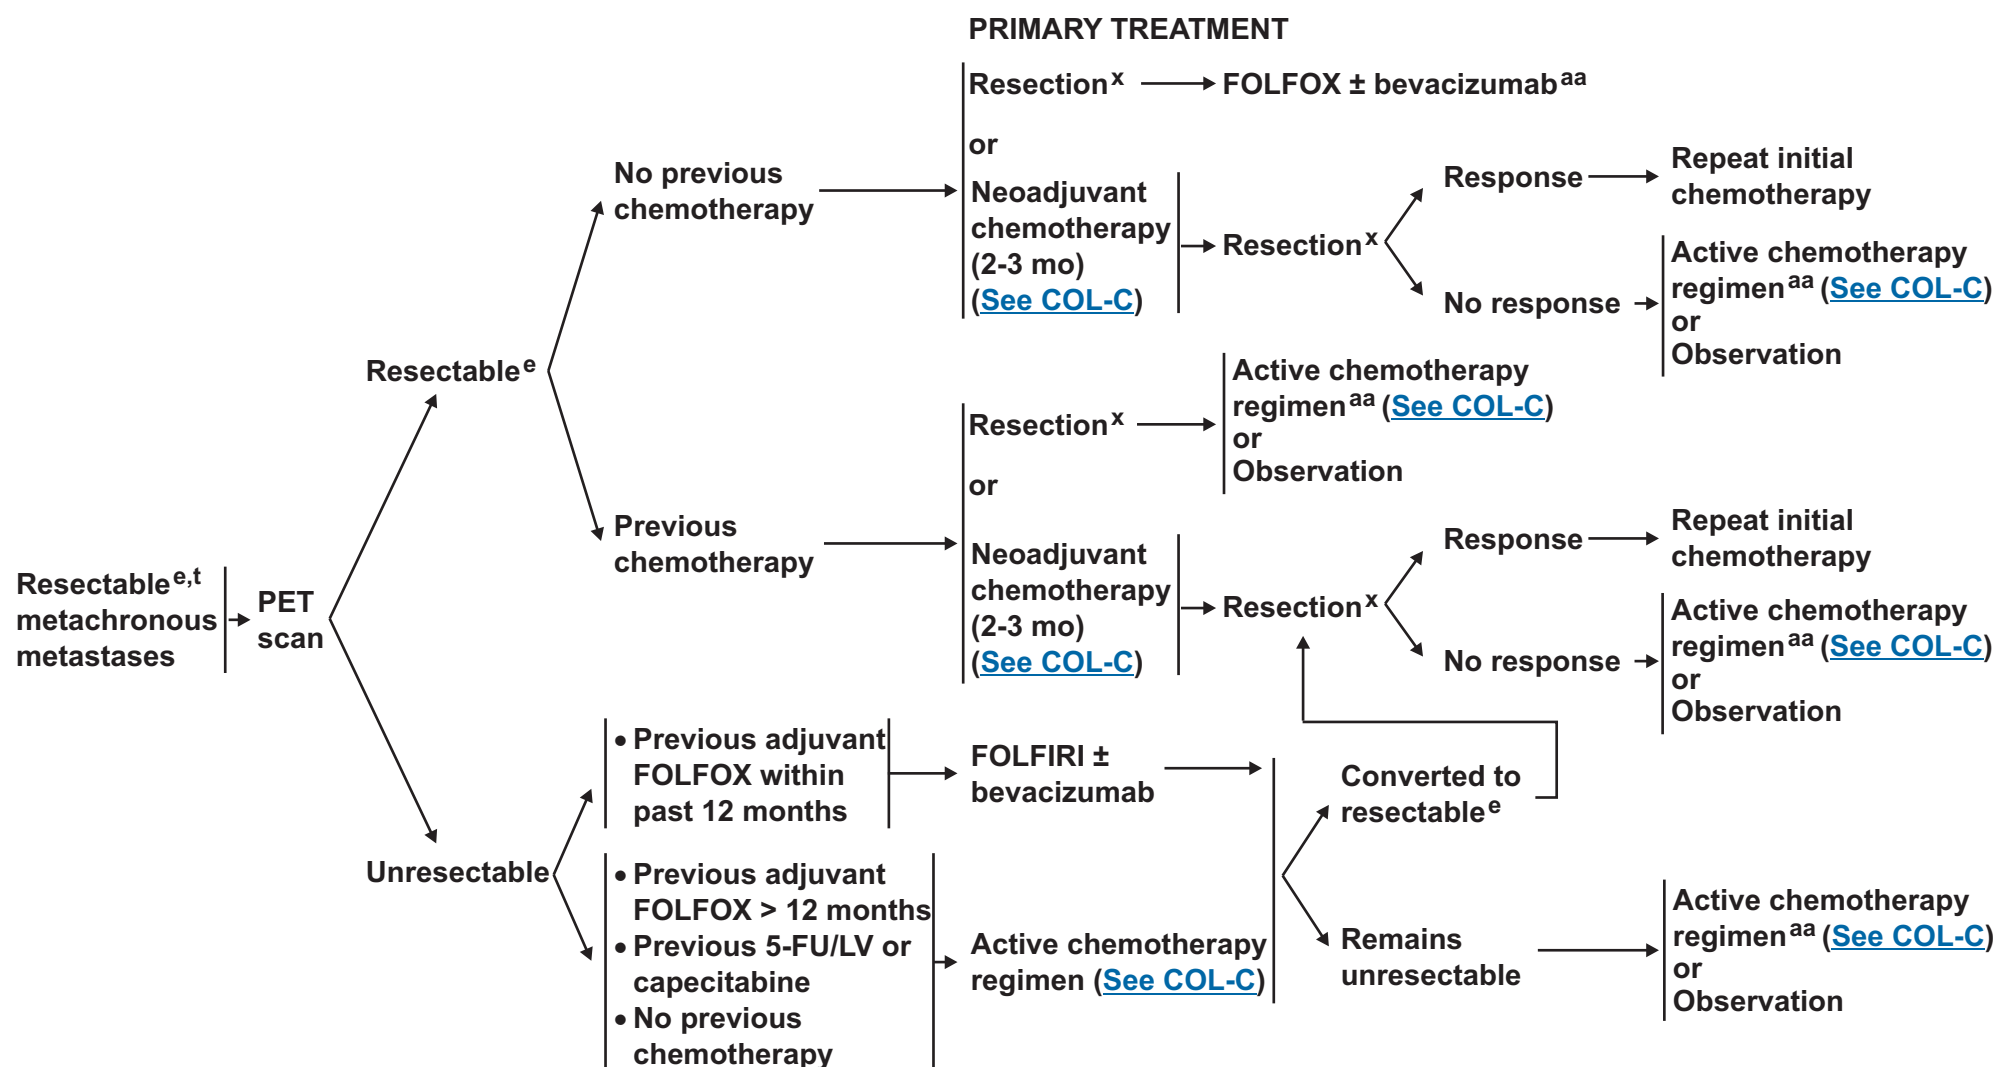 PRIMARY TREATMENT
Resection x
FOLFOX ± bevacizumab aa
or
Neoadjuvant
chemotherapy
(2-3 mo)
(See COL-C)
Resection x
Response
Repeat initial
chemotherapy
No response
Active chemotherapy
regimen aa (See COL-C)
or
Observation
No previous
chemotherapy
Resectable e
Previous
chemotherapy
Resection x
Active chemotherapy
regimen aa (See COL-C)
or
Observation
or
Neoadjuvant
chemotherapy
(2-3 mo)
(See COL-C)
Resection x
Response
Repeat initial
chemotherapy
No response
Active chemotherapy
regimen aa (See COL-C)
or
Observation
Resectable e,t
metachronous
metastases
PET
scan
Unresectable
• Previous adjuvant
FOLFOX within
past 12 months
FOLFIRI ±
bevacizumab
• Previous adjuvant
FOLFOX > 12 months
• Previous 5-FU/LV or
capecitabine
• No previous
chemotherapy
Active chemotherapy
regimen (See COL-C)
Converted to
resectable e
Remains
unresectable
Active chemotherapy
regimen aa (See COL-C)
or
Observation